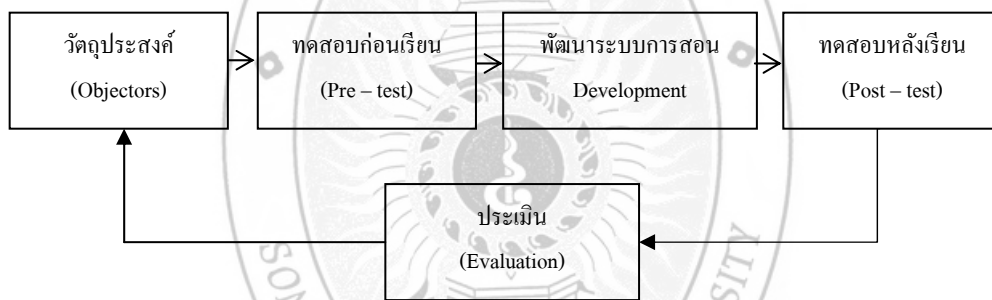 วัตถุประสงค์
(Objectors)
ทดสอบก่อนเรียน
(Pre – test)
พัฒนาระบบการสอน
Development
ทดสอบหลังเรียน
(Post – test)
ประเมิน
(Evaluation)